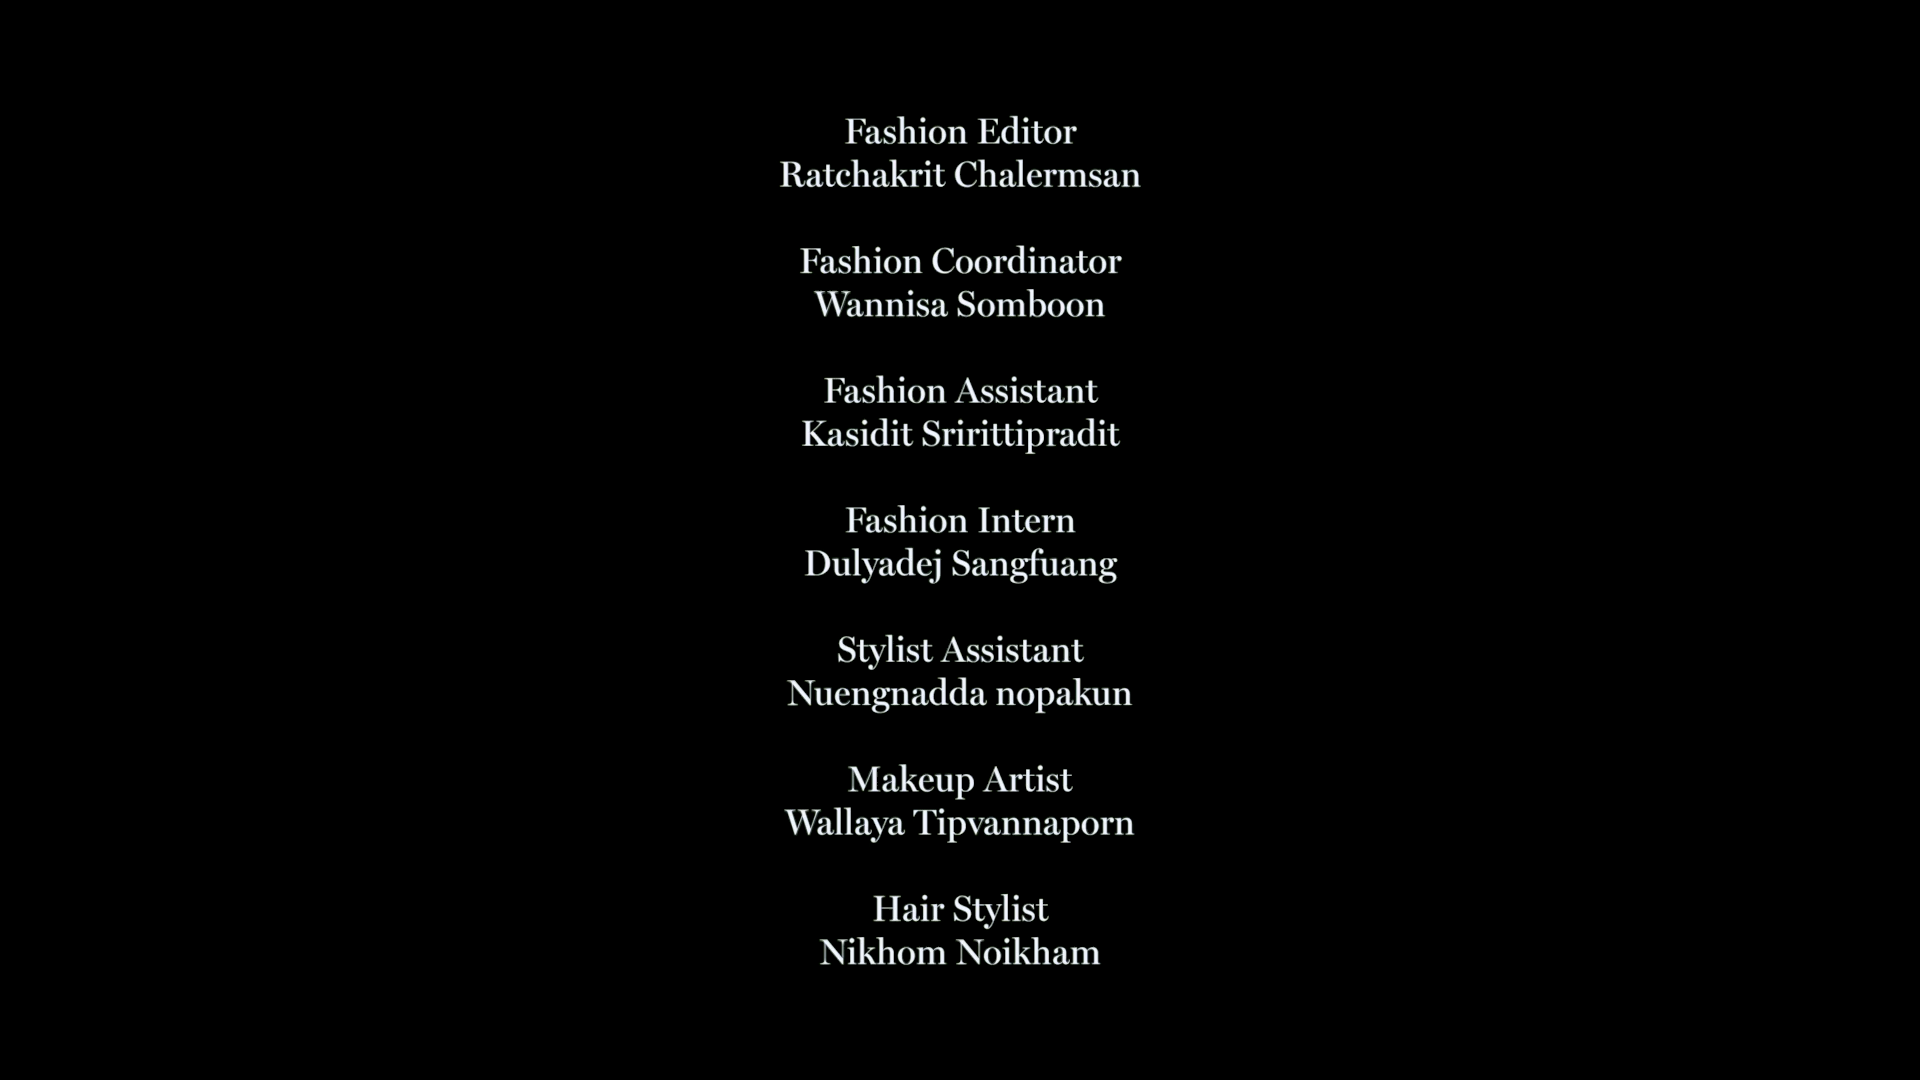 Fashion Editor
Ratchakrit Chalermsan
Fashion Coordinator
Wannisa Somboon
Fashion Assistant
Kasidit Sririttipradit
Fashion Intern
Dulyadej Sangfuang
Stylist Assistant
Nuengnadda nopakun
Makeup Artist
Wallaya Tipvannaporn
Hair Stylist
Nikhom Noikham